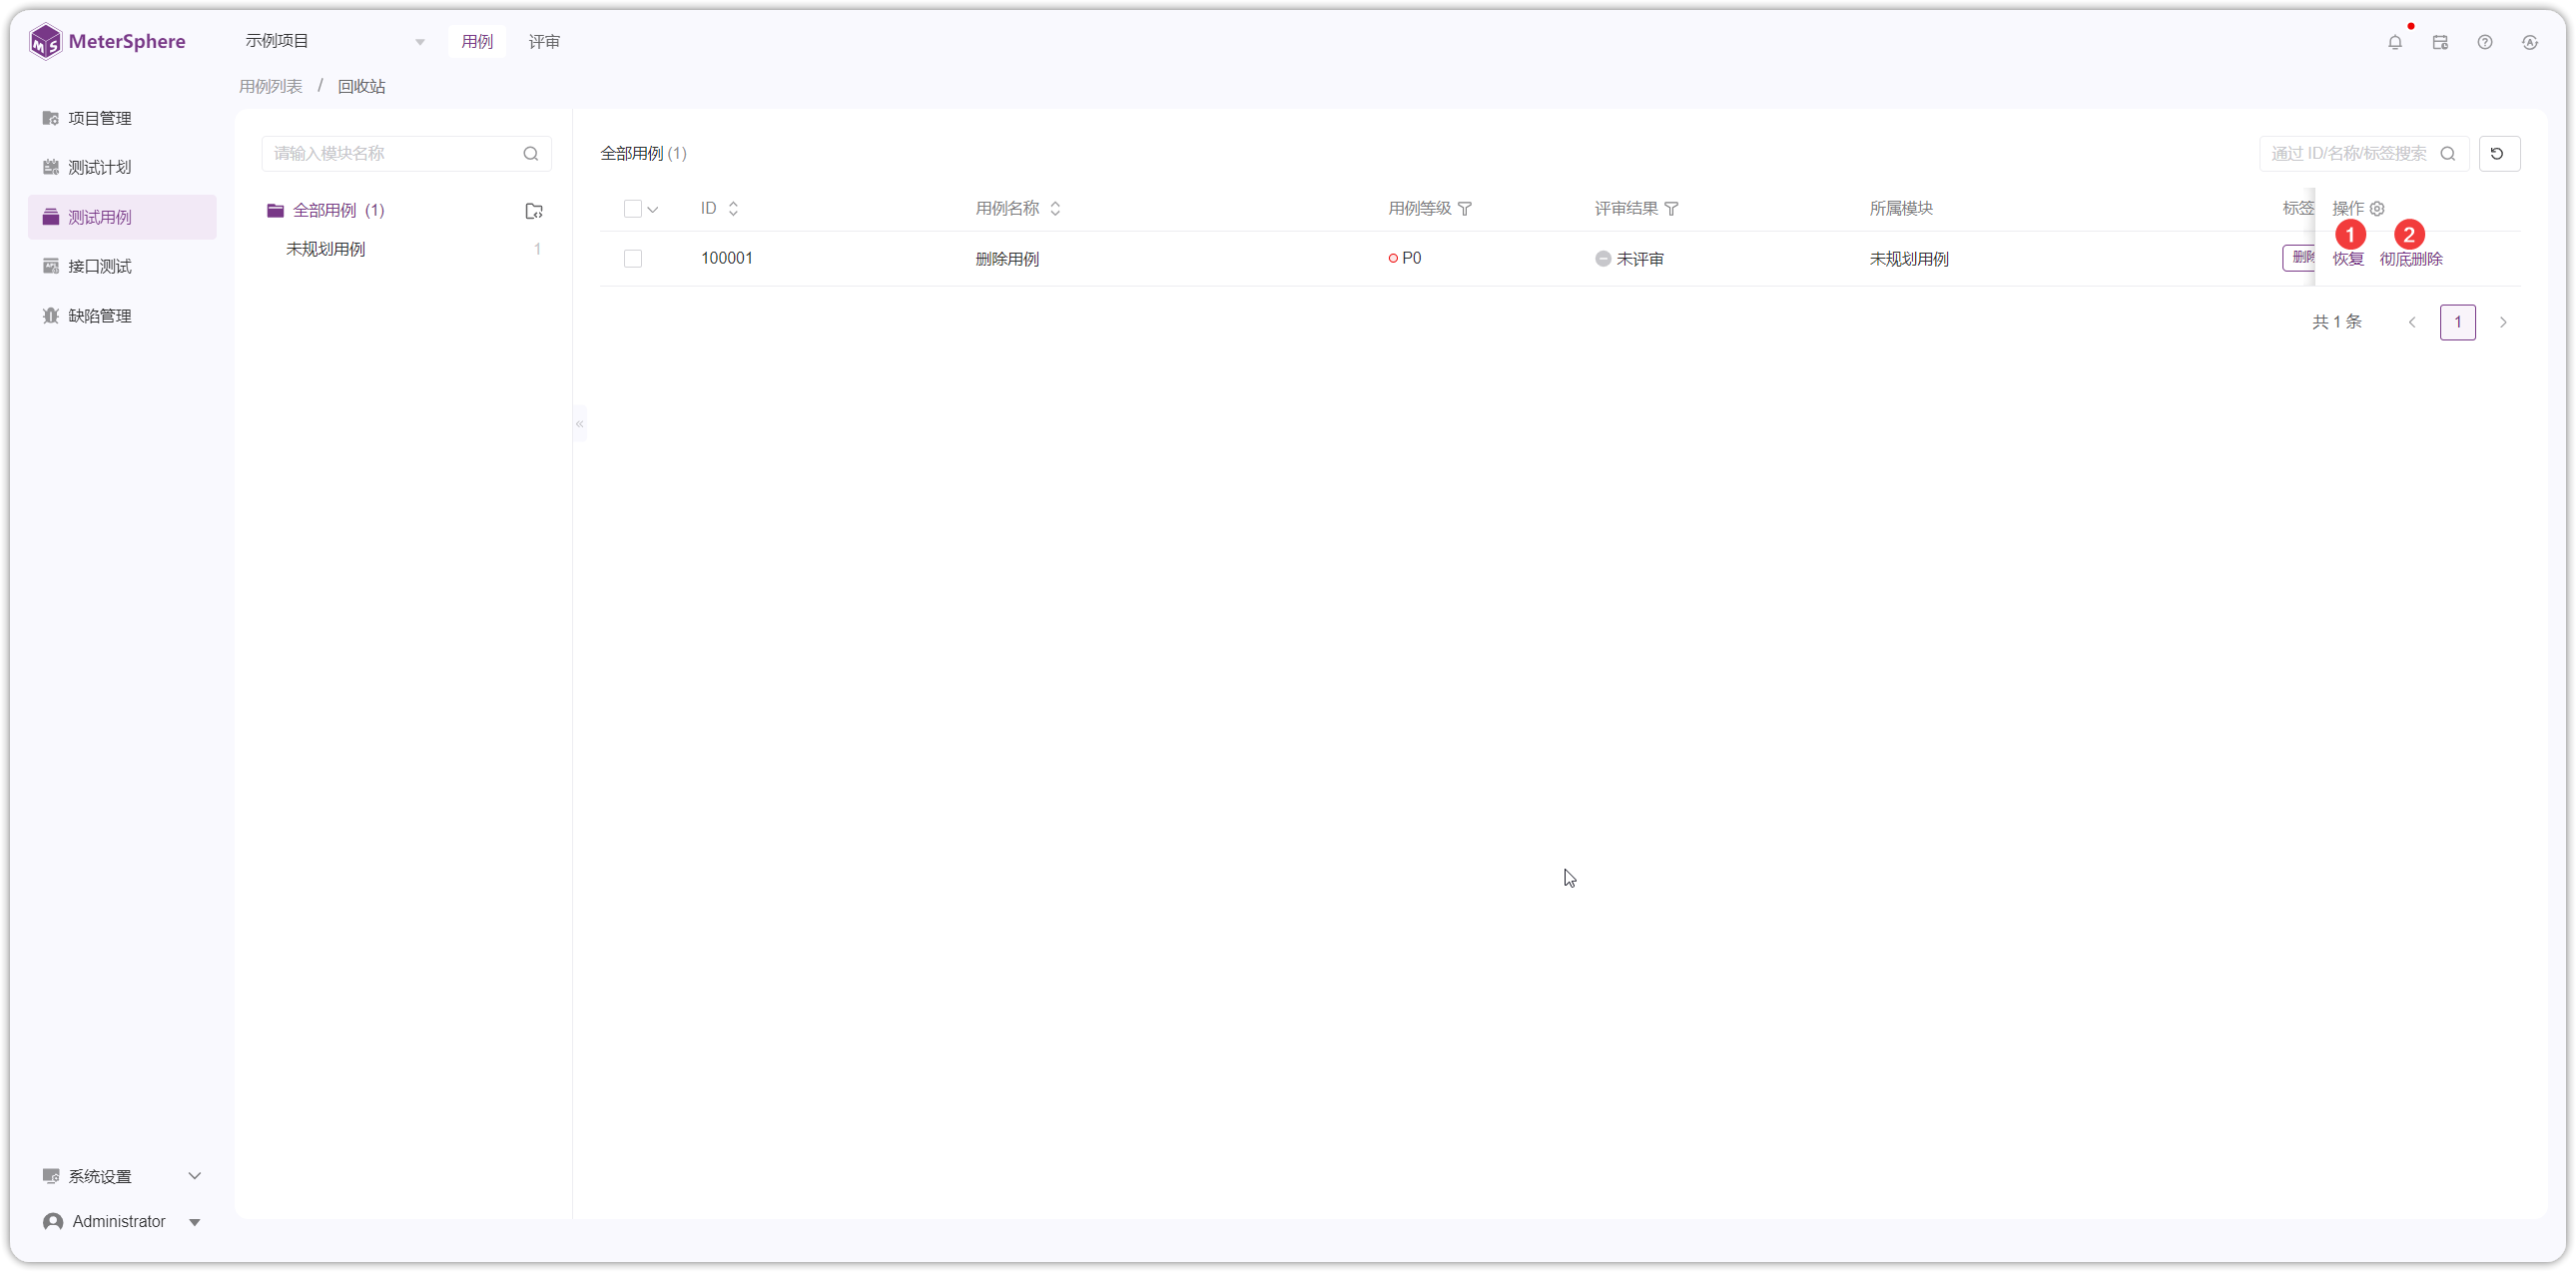 MeterSphere
示例项目
用例
评审
用例列表 / 回收站
项目管理
测试计划
测试用例
接口测试
缺陷管理
请输入模块名称
全部用例 (1)
未规划用例 1
全部用例 (1)
通过 ID/名称/标签搜索
ID 用例名称 用例等级 评审结果 所属模块 标签 操作
1 2
100001 删除用例 P0 未评审 未规划用例 删除 恢复 彻底删除
共 1 条 1
系统设置
Administrator